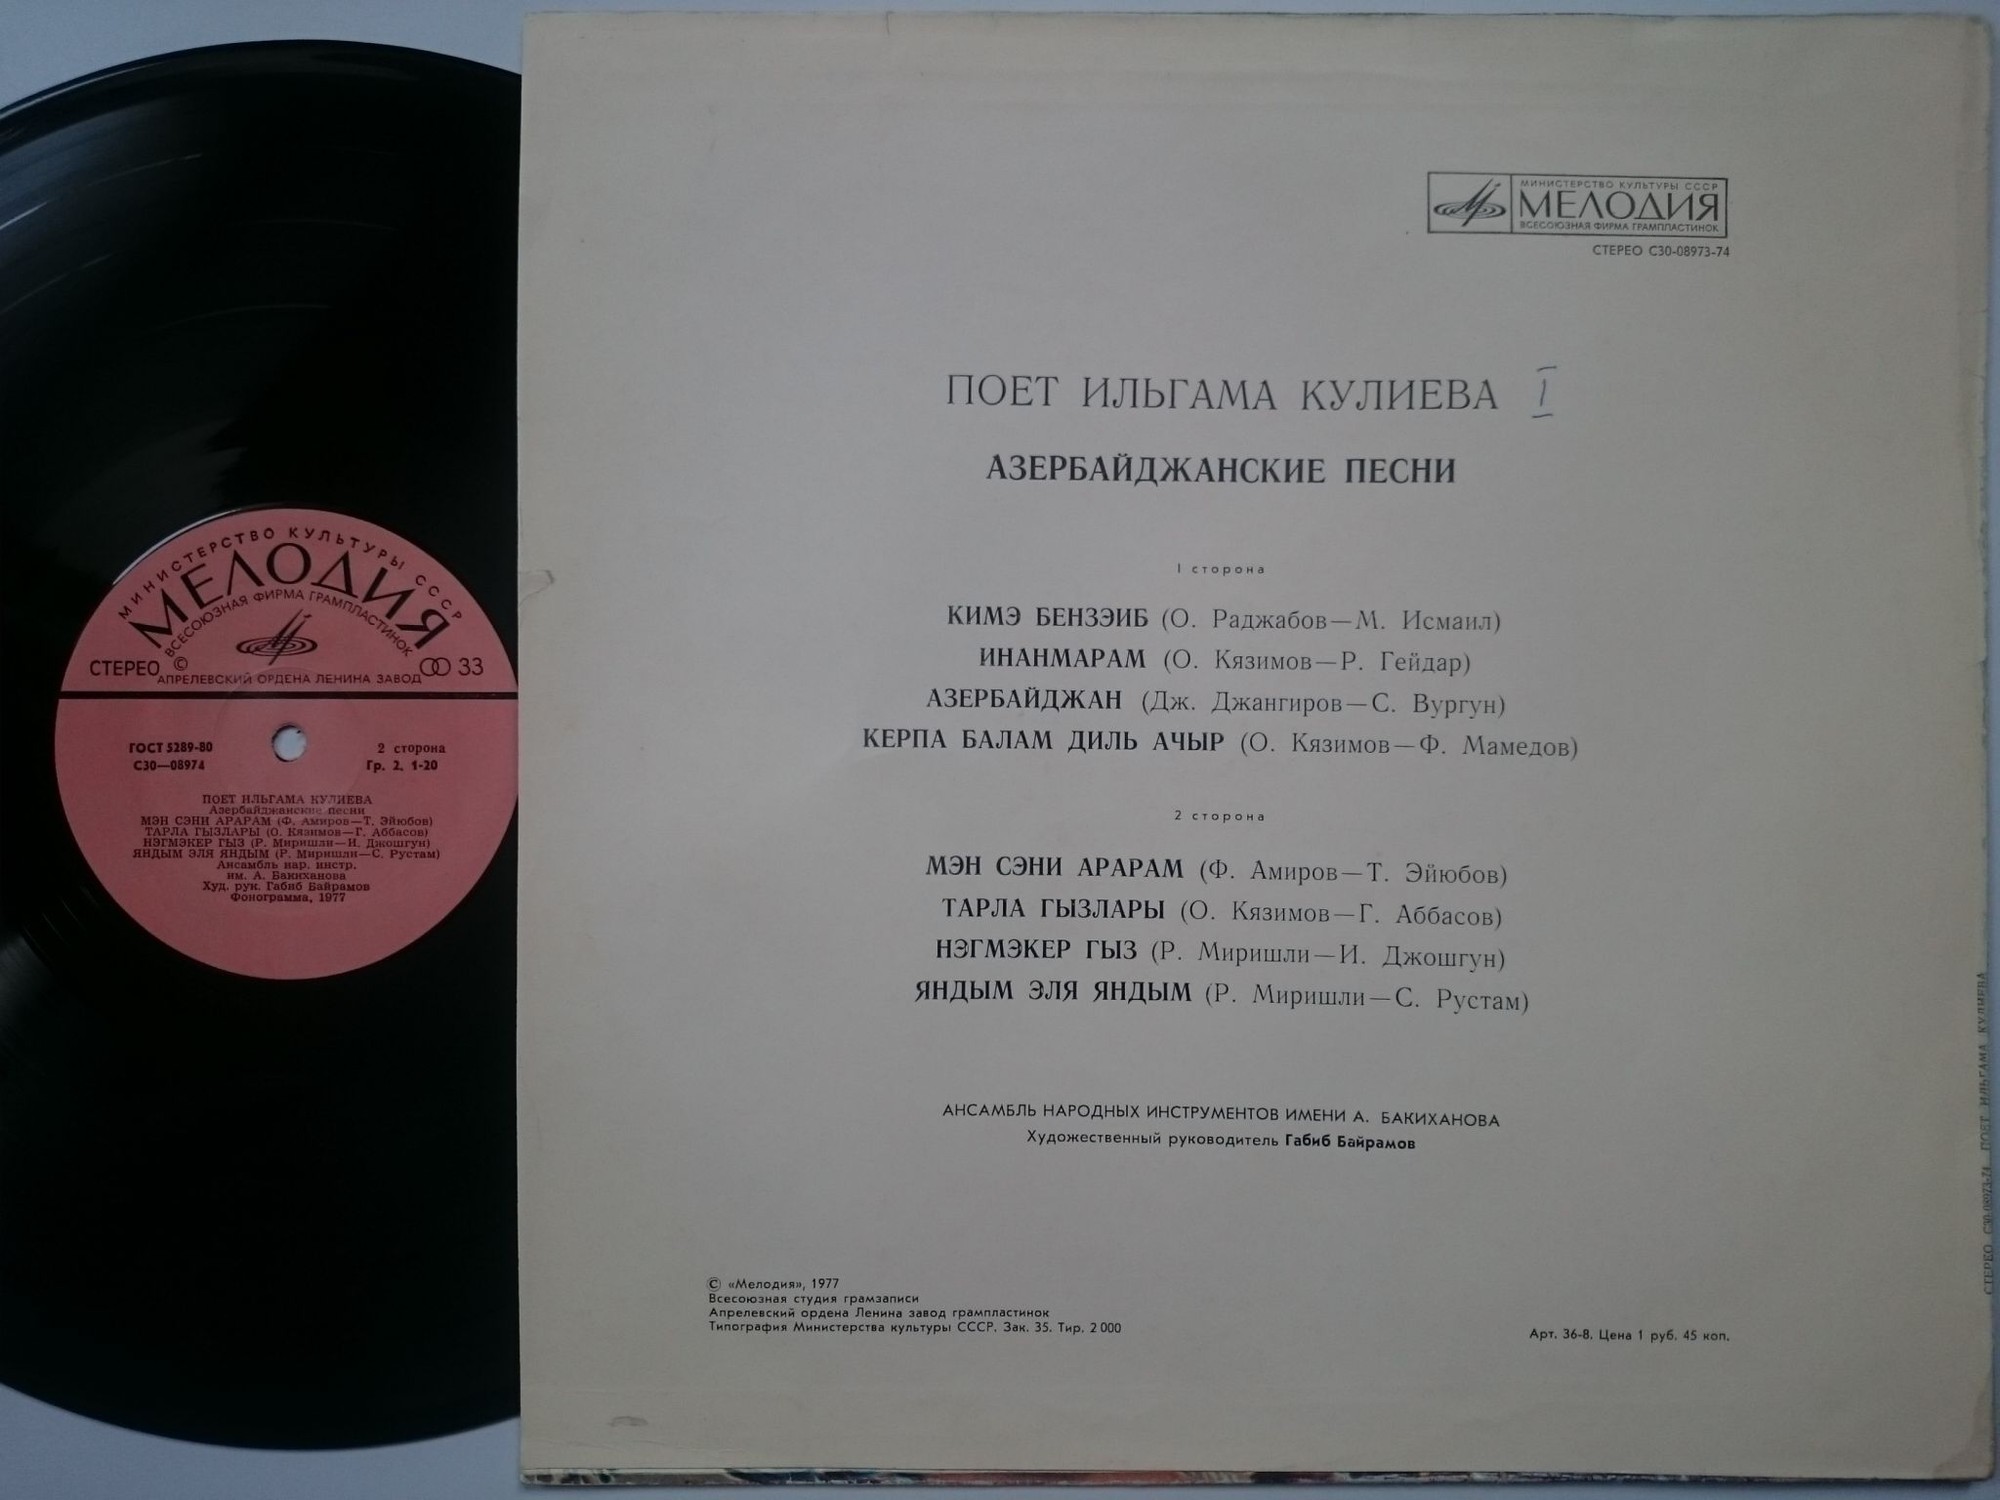 МИНИСТЕРСТВО КУЛЬТУРЫ СССР
МЕЛОДИЯ
ВСЕСОЮЗНАЯ ФИРМА ГРАМПЛАСТИНОК
СТЕРЕО ©
33
АПРЕЛЕВСКИЙ ОРДЕНА ЛЕНИНА ЗАВОД
ГОСТ 5289-80 2 сторона
С30—08974 Гр. 2. 1-20
ПОЕТ ИЛЬГАМА КУЛИЕВА
Азербайджанские песни
МЭН СЭНИ АРАРАМ (Ф. Амиров—Т. Эйюбов)
ТАРЛА ГЫЗЛАРЫ (О. Кязимов—Г. Аббасов)
НЭГМЭКЕР ГЫЗ (Р. Миришли—И. Джошгун)
ЯНДЫМ ЭЛЯ ЯНДЫМ (Р. Миришли—С. Рустам)
Ансамбль нар. инстр.
им. А. Бакиханова
Худ. рук. Габиб Байрамов
Фонограмма, 1977
МИНИСТЕРСТВО КУЛЬТУРЫ СССР
МЕЛОДИЯ
ВСЕСОЮЗНАЯ ФИРМА ГРАМПЛАСТИНОК
СТЕРЕО С30-08973-74
ПОЕТ ИЛЬГАМА КУЛИЕВА I
АЗЕРБАЙДЖАНСКИЕ ПЕСНИ
1 сторона
КИМЭ БЕНЗЭИБ (О. Раджабов—М. Исмаил)
ИНАНМАРАМ (О. Кязимов—Р. Гейдар)
АЗЕРБАЙДЖАН (Дж. Джангиров—С. Вургун)
КЕРПА БАЛАМ ДИЛЬ АЧЫР (О. Кязимов—Ф. Мамедов)
2 сторона
МЭН СЭНИ АРАРАМ (Ф. Амиров—Т. Эйюбов)
ТАРЛА ГЫЗЛАРЫ (О. Кязимов—Г. Аббасов)
НЭГМЭКЕР ГЫЗ (Р. Миришли—И. Джошгун)
ЯНДЫМ ЭЛЯ ЯНДЫМ (Р. Миришли—С. Рустам)
АНСАМБЛЬ НАРОДНЫХ ИНСТРУМЕНТОВ ИМЕНИ А. БАКИХАНОВА
Художественный руководитель Габиб Байрамов
© «Мелодия», 1977
Всесоюзная студия грамзаписи
Апрелевский ордена Ленина завод грампластинок
Типография Министерства культуры СССР. Зак. 35. Тир. 2 000
Арт. 36-8. Цена 1 руб. 45 коп.
СТЕРЕО С30-08973-74 ПОЕТ ИЛЬГАМА КУЛИЕВА